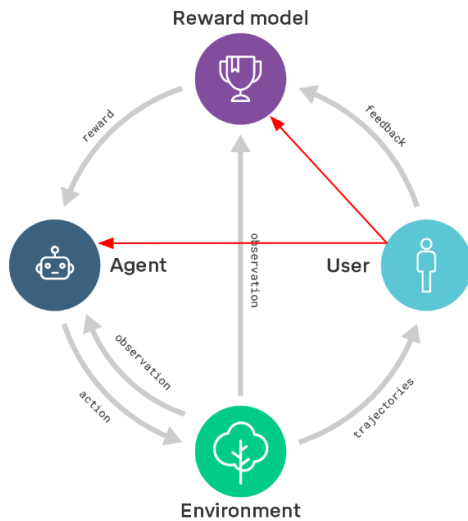 Reward model
reward
feedback
observation
Agent
User
observation
action
trajectories
Environment